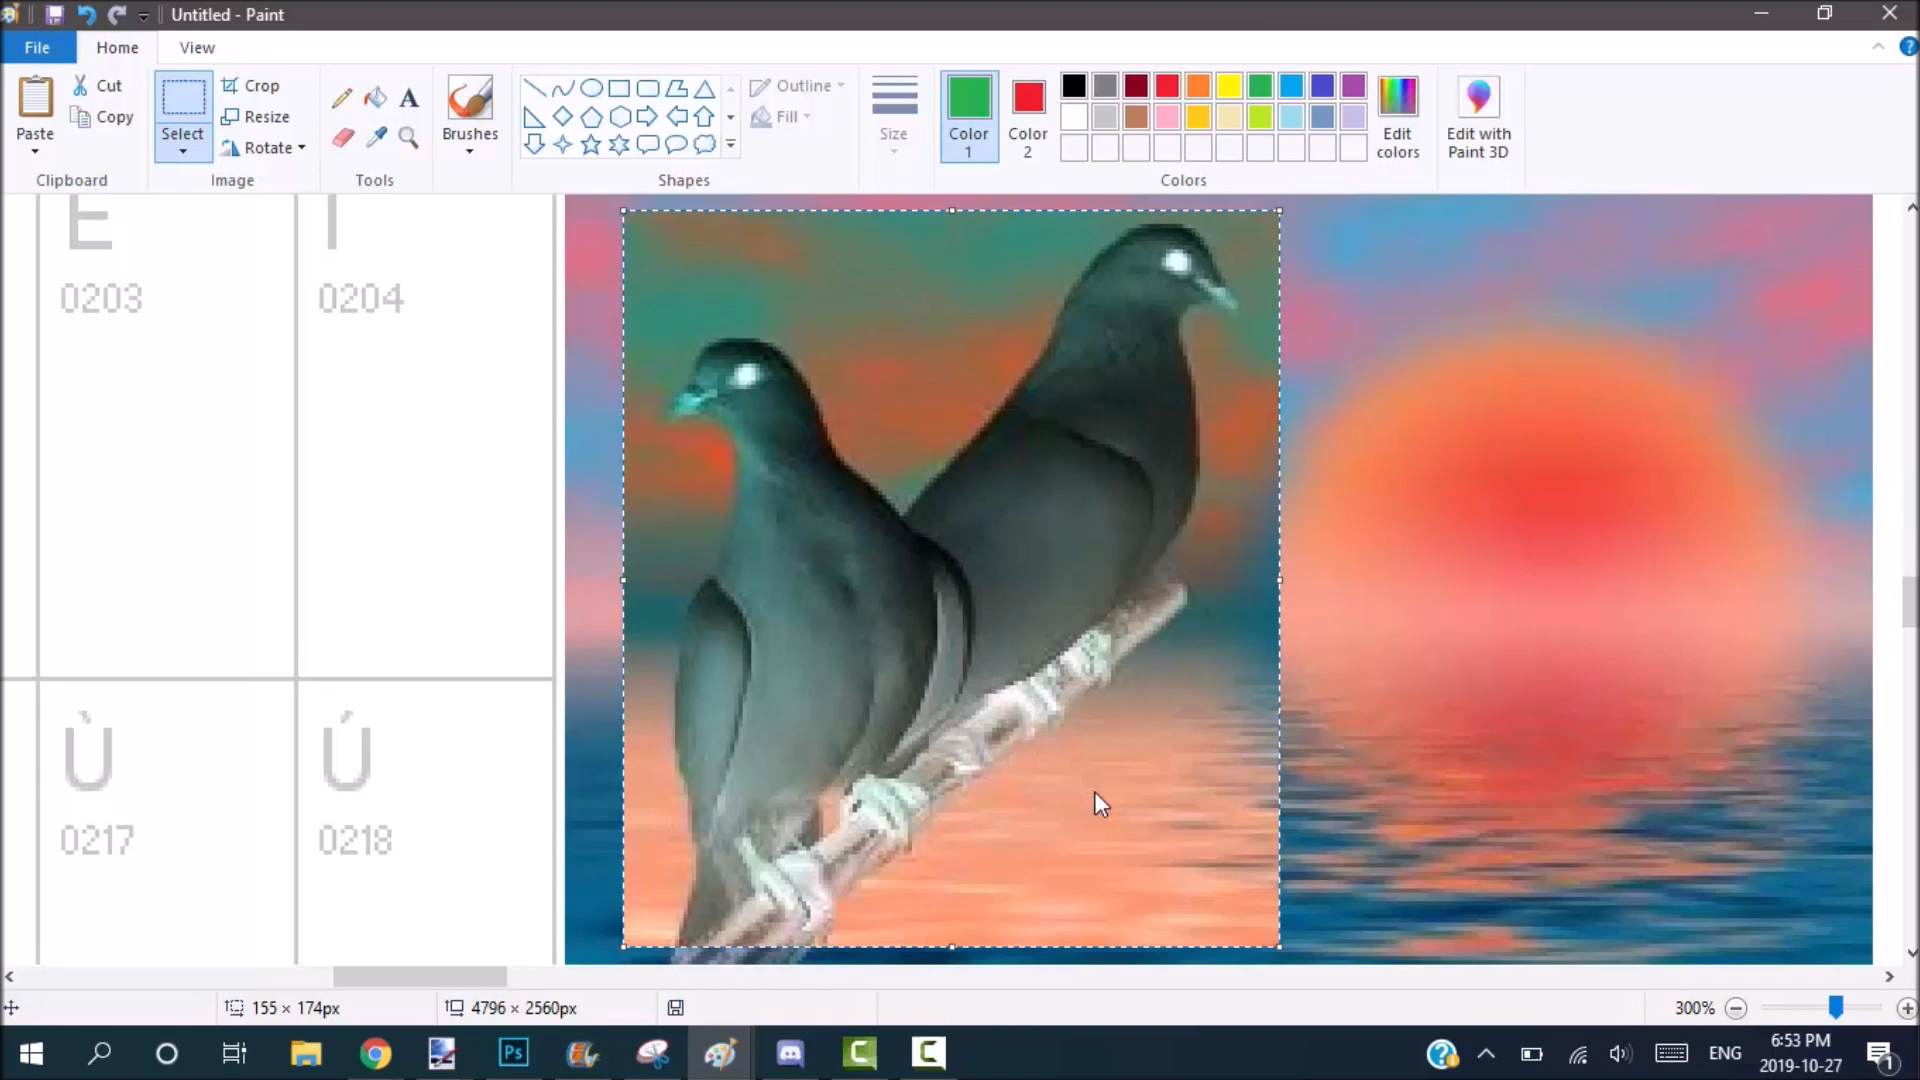 Untitled - Paint
File Home View
Paste
Cut
Copy
Clipboard
Select
Crop
Resize
Rotate
Image
A
Tools
Brushes
Shapes
Outline
Fill
Size
Color 1
Color 2
Edit colors
Colors
Edit with Paint 3D
0203 0204
Ù Ú
0217 0218
155 × 174px 4796 × 2560px 300%
Ps
ENG
6:53 PM
2019-10-27
1